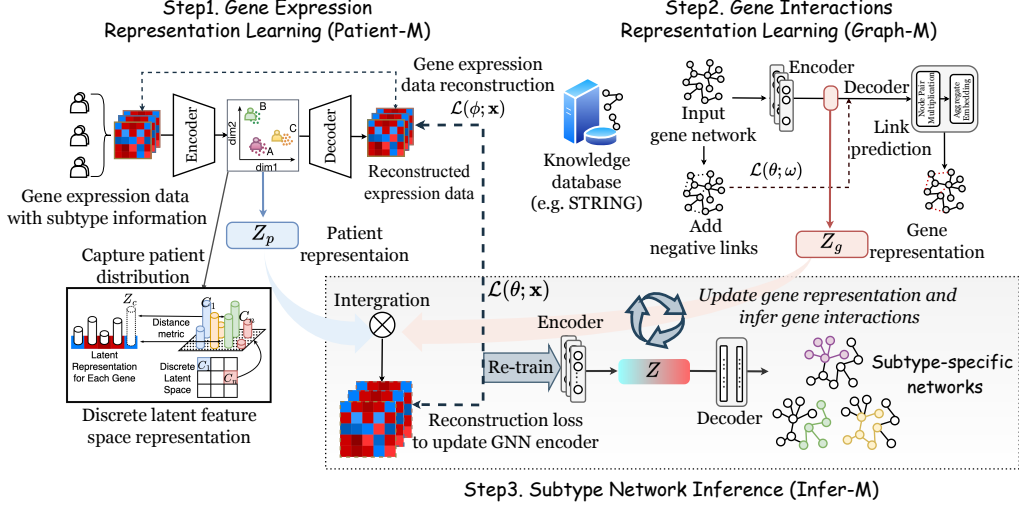 Step1. Gene Expression
Representation Learning (Patient-M)
Step2. Gene Interactions
Representation Learning (Graph-M)
Gene expression
data reconstruction
ℒ(ϕ; x)
Encoder
dim2
dim1
A
B
C
Decoder
Gene expression data
with subtype information
Reconstructed
expression data
Z_p
Patient
representaion
Capture patient
distribution
Z_c
C_1
C_n
Distance
metric
Latent
Representation
for Each Gene
Discrete
Latent
Space
C_1
C_n
Discrete latent feature
space representation
Knowledge
database
(e.g. STRING)
Input
gene network
Encoder
Decoder
Node Pair
Multiplication
Aggregate
Embedding
Link
prediction
ℒ(θ; ω)
Add
negative links
Z_g
Gene
representation
ℒ(θ; x)
Intergration
Re-train
Encoder
Z
Decoder
Update gene representation and
infer gene interactions
Subtype-specific
networks
Reconstruction loss
to update GNN encoder
Step3. Subtype Network Inference (Infer-M)